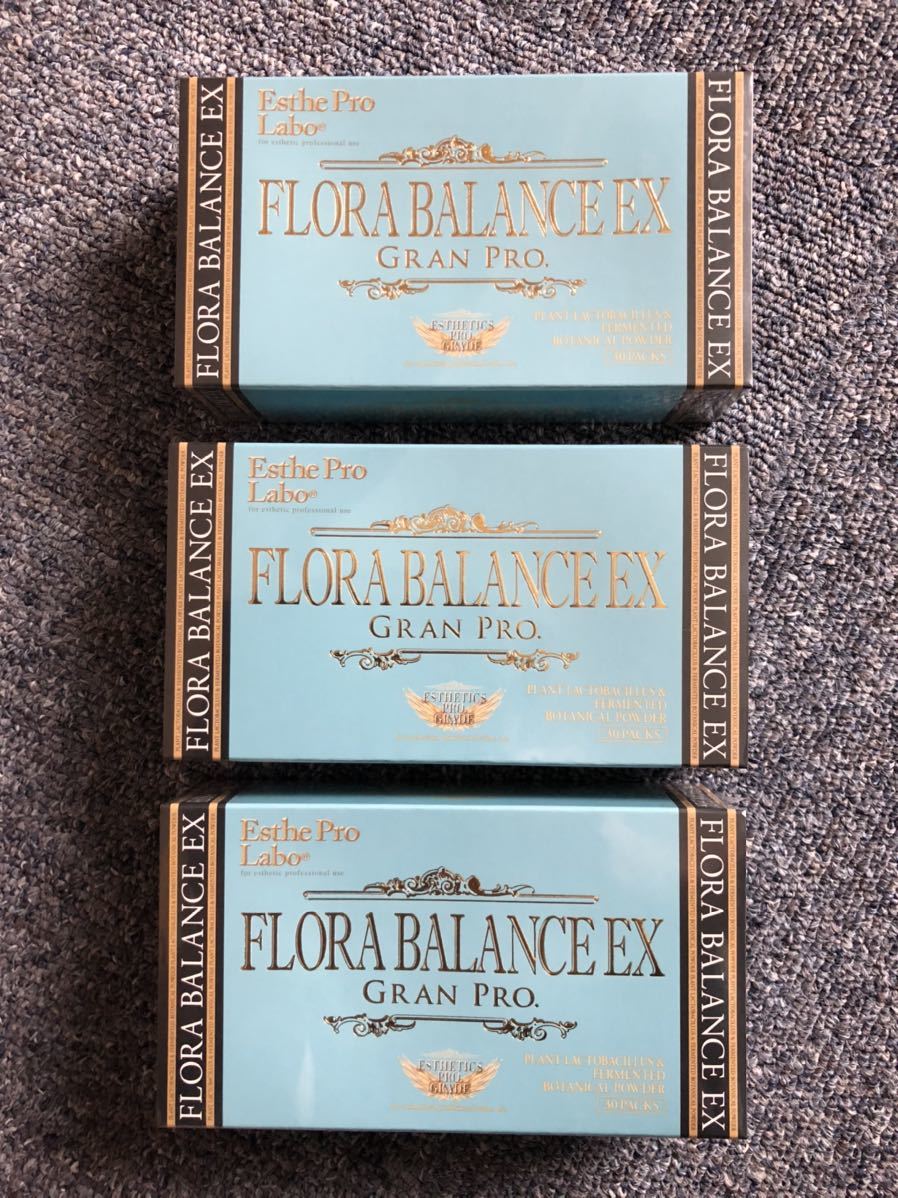 Esthe Pro
Labo®
for esthetic professional use
FLORA BALANCE EX
GRAN PRO.
ESTHETICS
PRO
GRADE
PLANT LACTOBACILLUS &
FERMENTED
BOTANICAL POWDER
30 PACKS
FLORA BALANCE EX
FLORA BALANCE EX
Esthe Pro
Labo®
for esthetic professional use
FLORA BALANCE EX
GRAN PRO.
ESTHETICS
PRO
GRADE
PLANT LACTOBACILLUS &
FERMENTED
BOTANICAL POWDER
30 PACKS
FLORA BALANCE EX
FLORA BALANCE EX
Esthe Pro
Labo®
for esthetic professional use
FLORA BALANCE EX
GRAN PRO.
ESTHETICS
PRO
GRADE
PLANT LACTOBACILLUS &
FERMENTED
BOTANICAL POWDER
30 PACKS
FLORA BALANCE EX
FLORA BALANCE EX